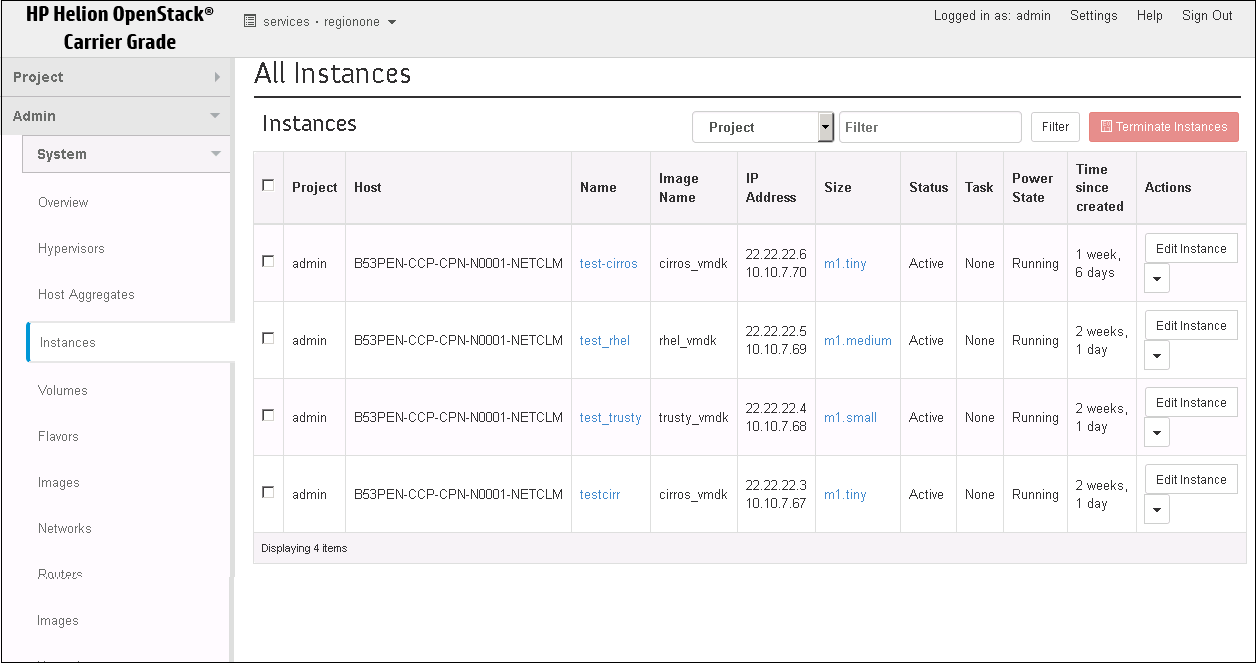 HP Helion OpenStack®
Carrier Grade
services • regionone
Logged in as: admin Settings Help Sign Out
Project
Admin
System
Overview
Hypervisors
Host Aggregates
Instances
Volumes
Flavors
Images
Networks
Routers
Images
All Instances
Instances
Project Filter Filter Terminate Instances
Project Host Name Image Name IP Address Size Status Task Power State Time since created Actions
admin B53PEN-CCP-CPN-N0001-NETCLM test-cirros cirros_vmdk 22.22.22.6 10.10.7.70 m1.tiny Active None Running 1 week, 6 days Edit Instance
admin B53PEN-CCP-CPN-N0001-NETCLM test_rhel rhel_vmdk 22.22.22.5 10.10.7.69 m1.medium Active None Running 2 weeks, 1 day Edit Instance
admin B53PEN-CCP-CPN-N0001-NETCLM test_trusty trusty_vmdk 22.22.22.4 10.10.7.68 m1.small Active None Running 2 weeks, 1 day Edit Instance
admin B53PEN-CCP-CPN-N0001-NETCLM testcirr cirros_vmdk 22.22.22.3 10.10.7.67 m1.tiny Active None Running 2 weeks, 1 day Edit Instance
Displaying 4 items